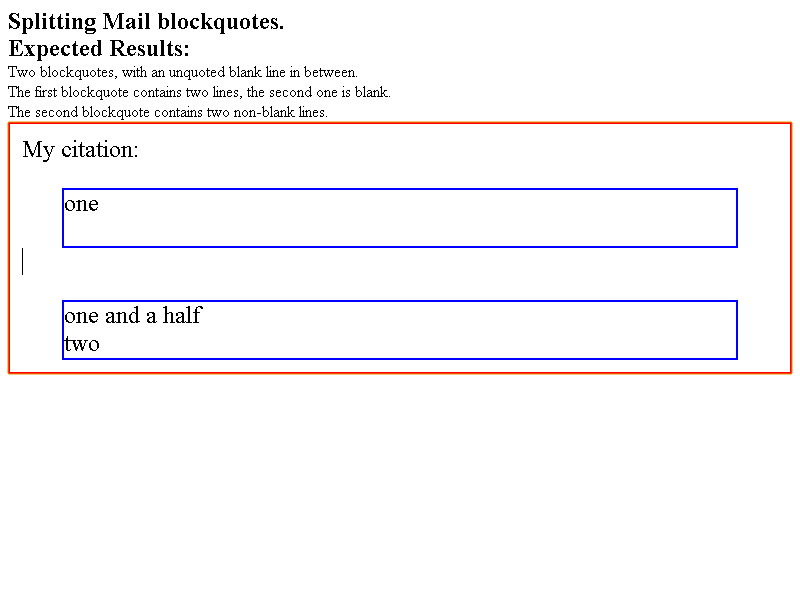 Splitting Mail blockquotes.
Expected Results:
Two blockquotes, with an unquoted blank line in between.
The first blockquote contains two lines, the second one is blank.
The second blockquote contains two non-blank lines.
My citation:
one
one and a half
two